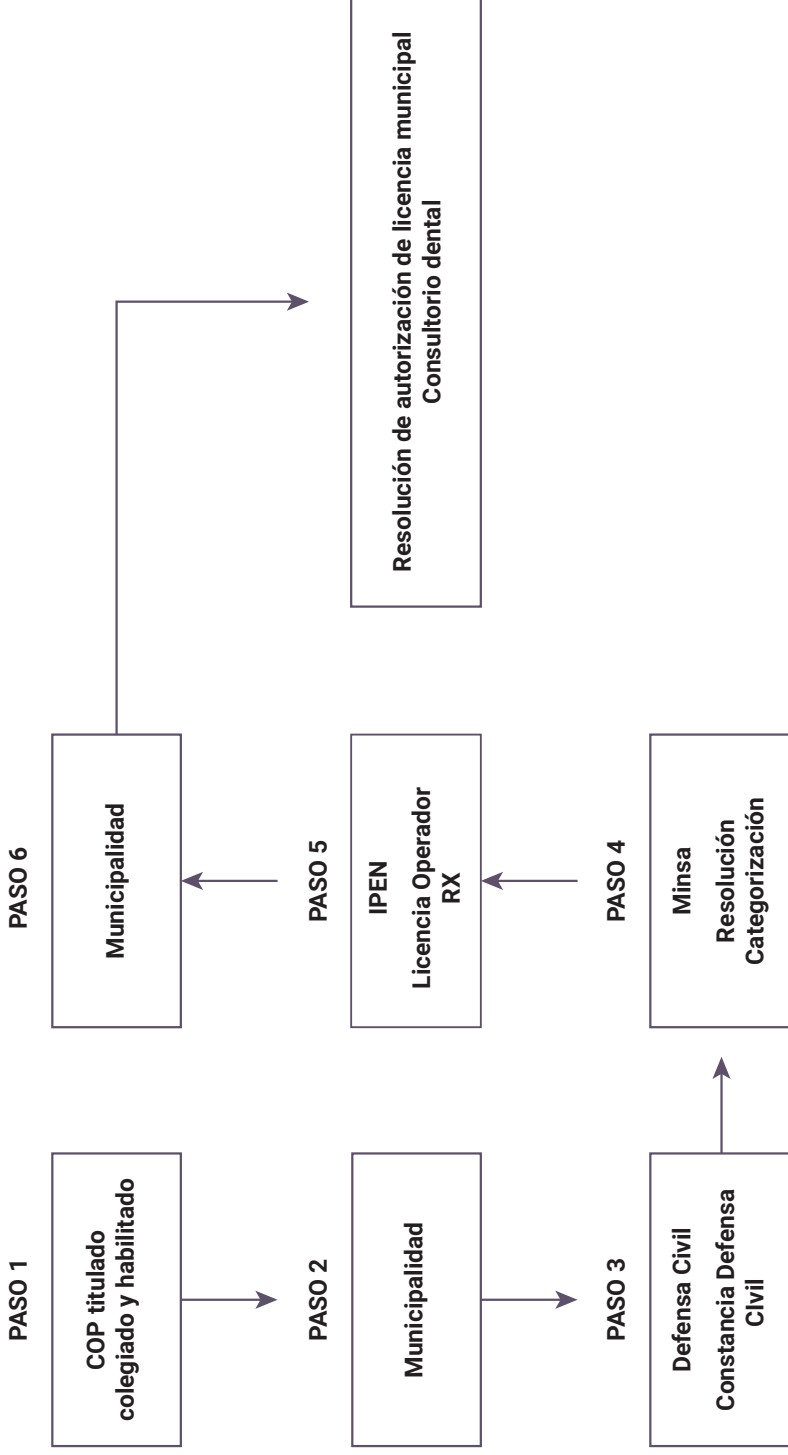 PASO 1
COP titulado
colegiado y habilitado
PASO 2
Municipalidad
PASO 3
Defensa Civil
Constancia Defensa
CIvil
PASO 4
Minsa
Resolución
Categorización
PASO 5
IPEN
Licencia Operador
RX
PASO 6
Municipalidad
Resolución de autorización de licencia municipal
Consultorio dental